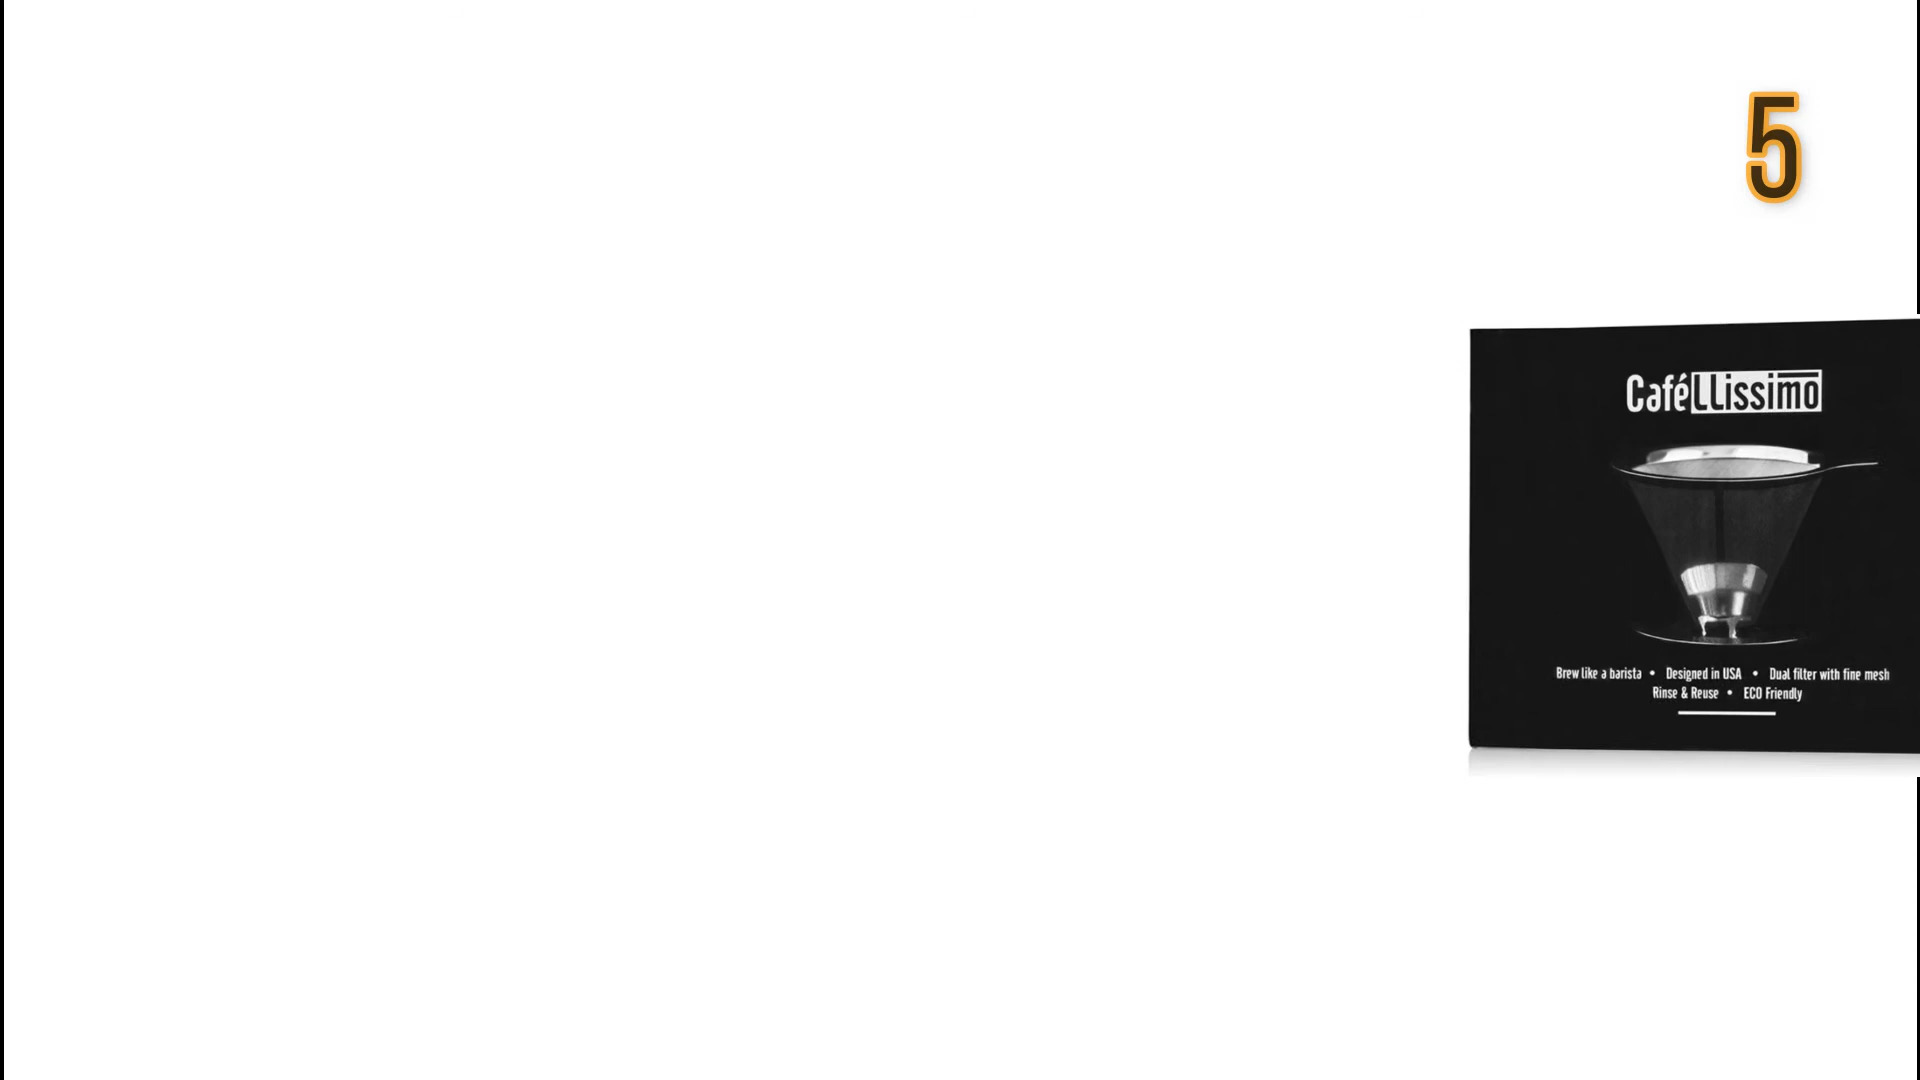 5
CaféLLissimo
Brew like a barista • Designed in USA • Dual filter with fine mesh
Rinse & Reuse • ECO Friendly